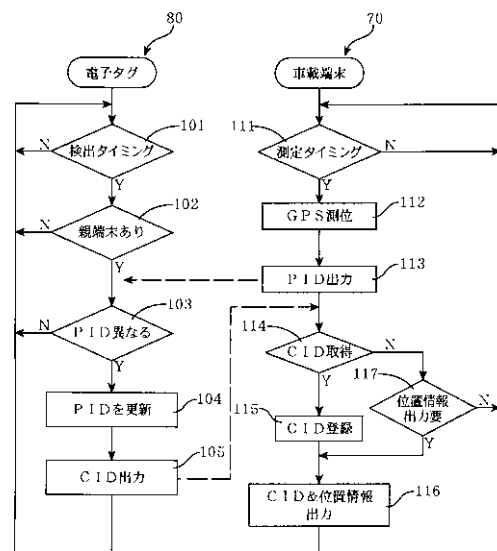 80
電子タグ
検出タイミング
101
N
Y
親端末あり
102
N
Y
PID異なる
103
N
Y
PIDを更新
104
CID出力
105
70
車載端末
111
測定タイミング
N
Y
GPS測位
112
PID出力
113
114
CID取得
N
Y
117
位置情報
出力要
N
Y
115
CID登録
CID&位置情報
出力
116